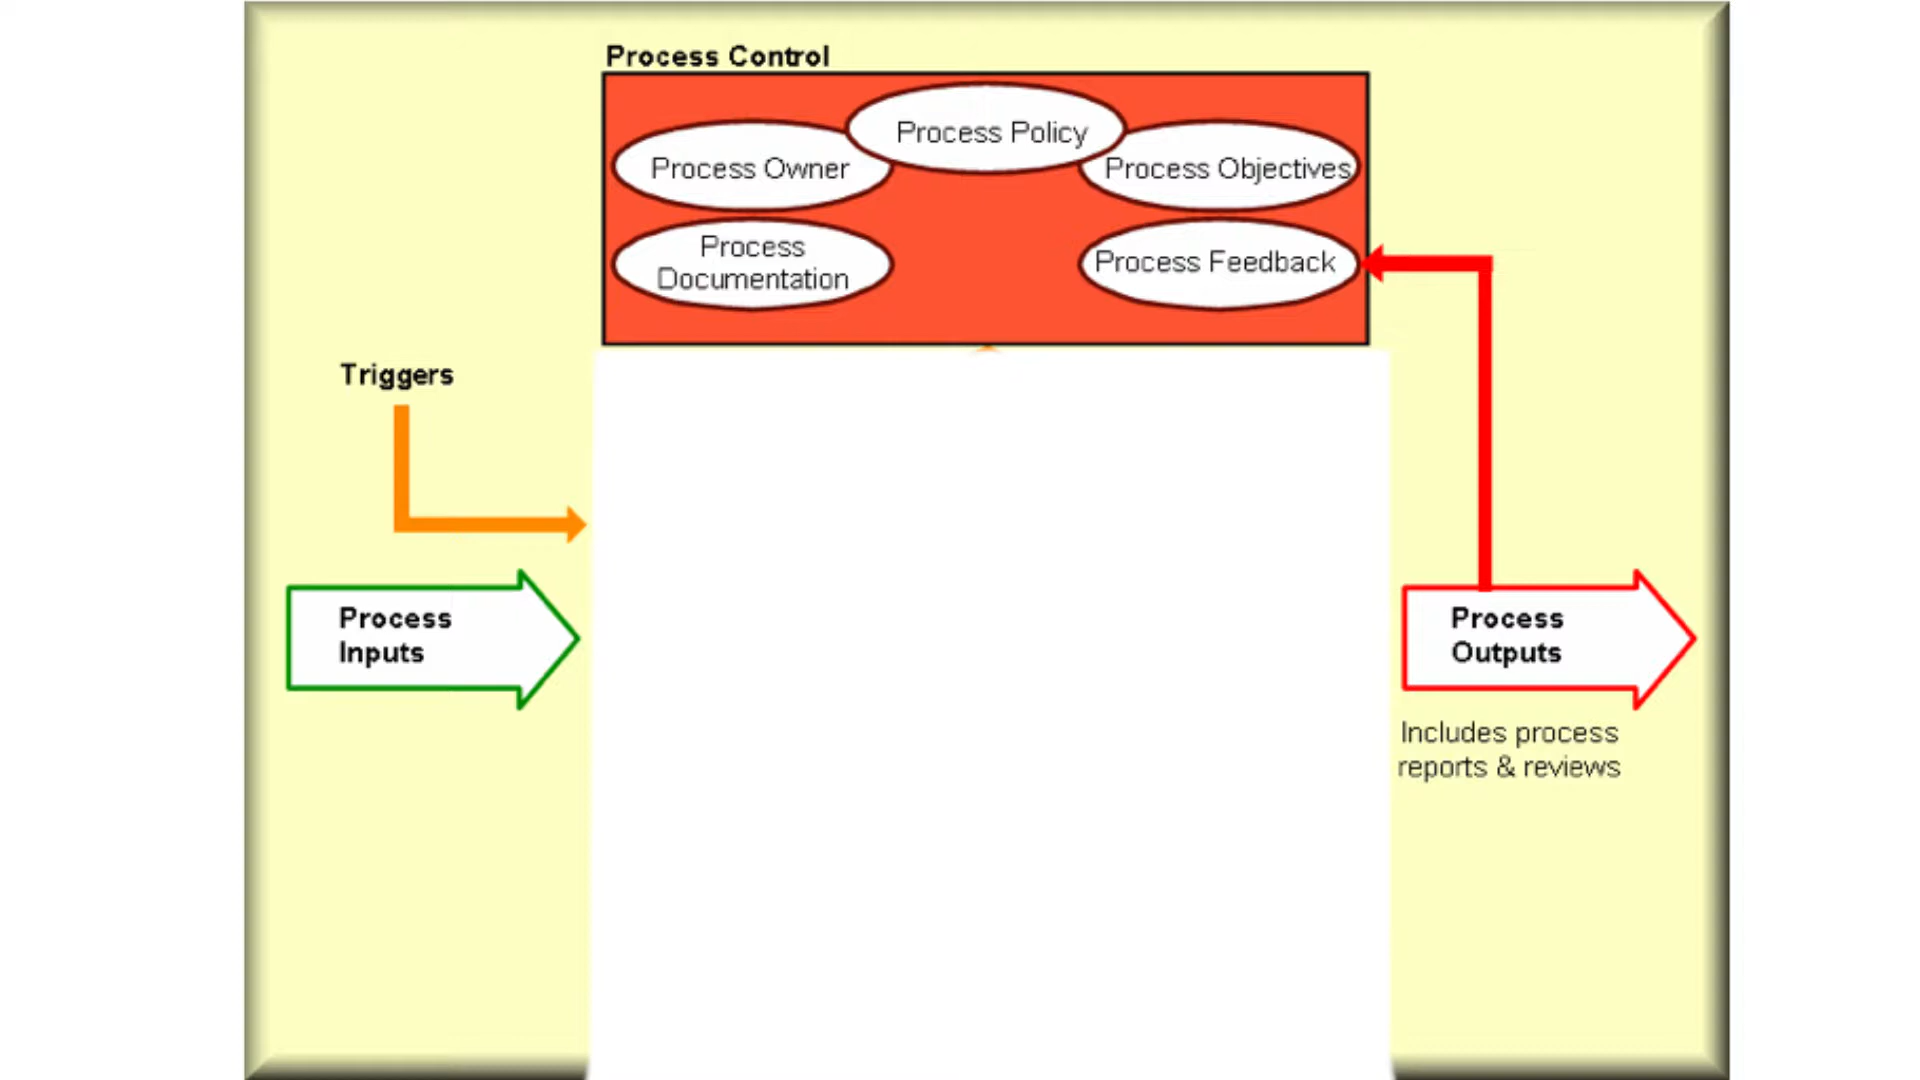 Process Control
Process Policy
Process Owner
Process Objectives
Process
Documentation
Process Feedback
Triggers
Process
Inputs
Process
Outputs
Includes process
reports & reviews